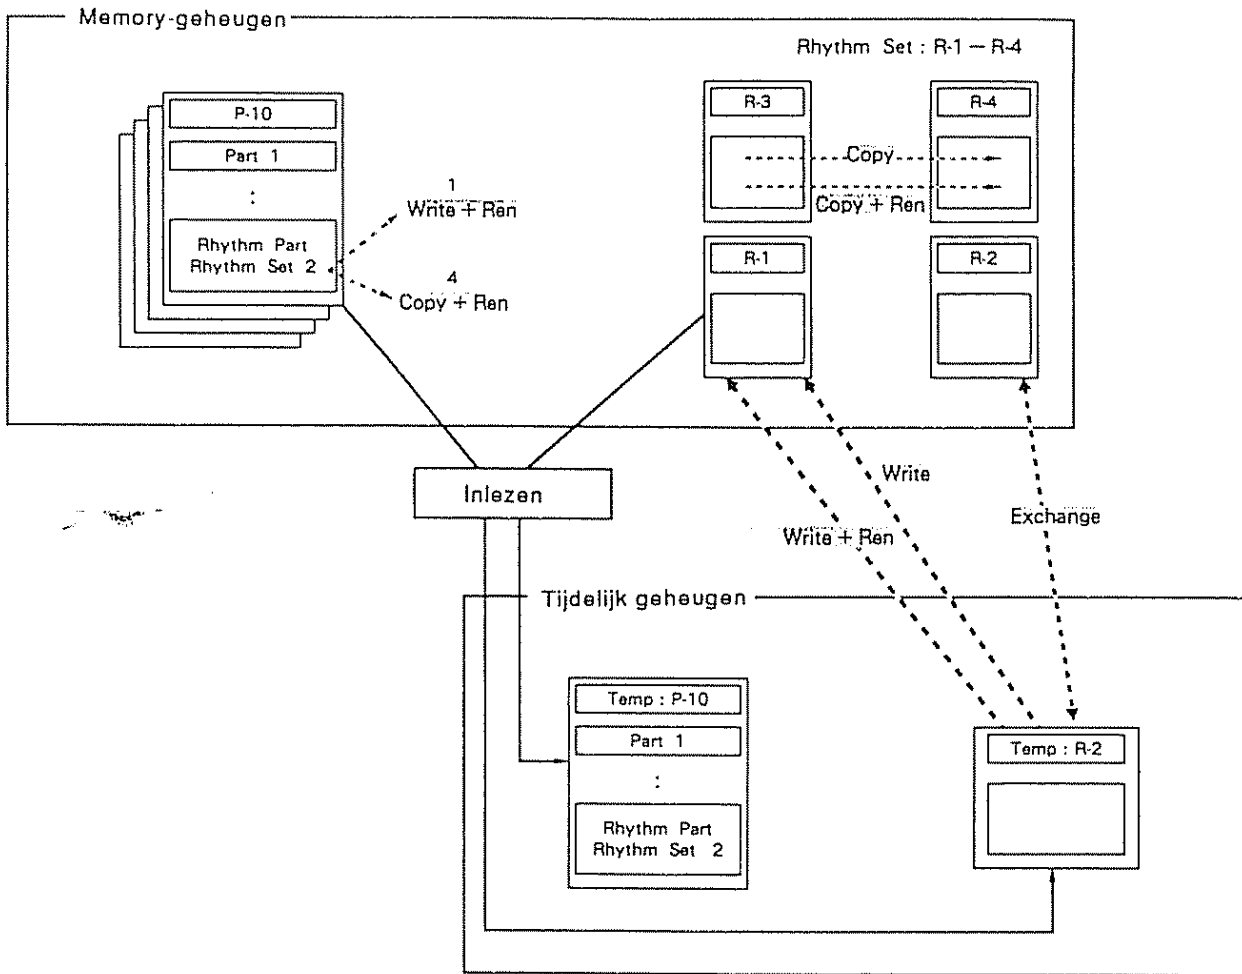 Memory-geheugen
Rhythm Set : R-1 — R-4
P-10
Part 1
:
Rhythm Part
Rhythm Set 2
1
Write + Ren
4
Copy + Ren
R-3
R-4
Copy
Copy + Ren
R-1
R-2
Inlezen
Write
Write + Ren
Exchange
Tijdelijk geheugen
Temp : P-10
Part 1
:
Rhythm Part
Rhythm Set 2
Temp : R-2